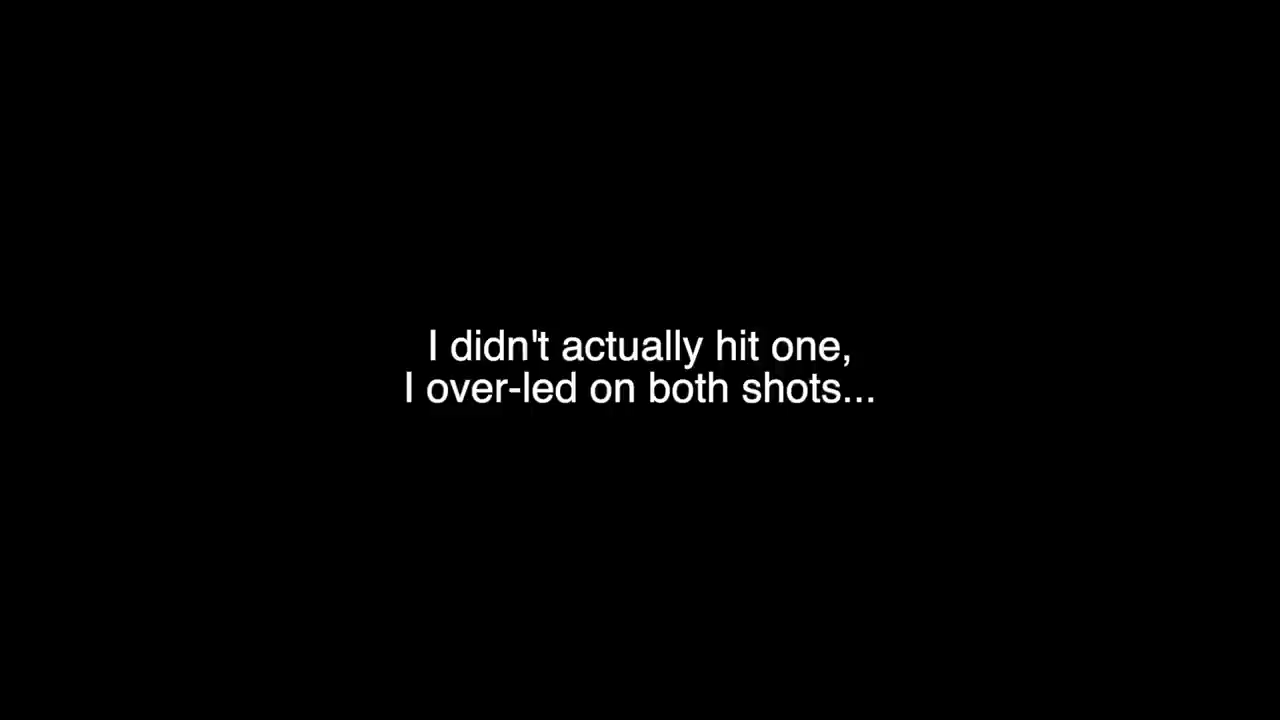 I didn't actually hit one,
I over-led on both shots...